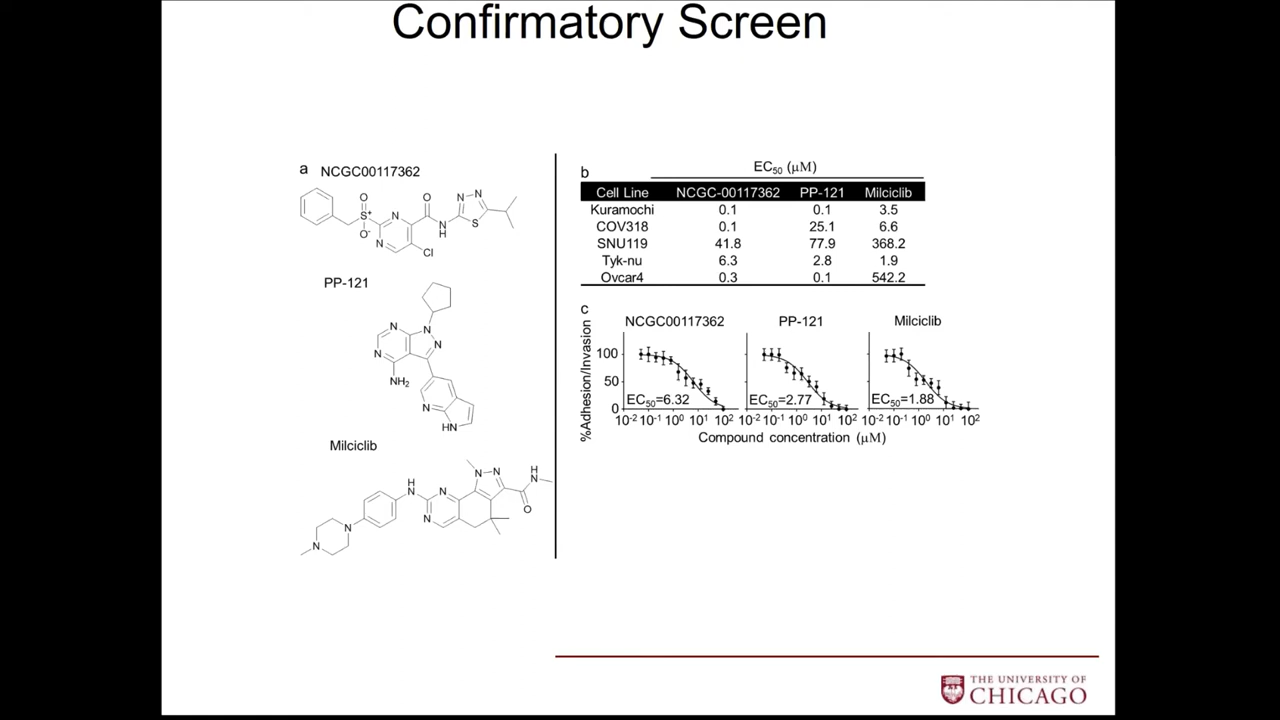 Confirmatory Screen
a NCGC00117362
O
N N
S+ N O N
O- N N H S
Cl
PP-121
N N
N N
NH2
N
HN
Milciclib
N N
H N N H N
N O
N
N
b EC50 (µM)
Cell Line NCGC-00117362 PP-121 Milciclib
Kuramochi 0.1 0.1 3.5
COV318 0.1 25.1 6.6
SNU119 41.8 77.9 368.2
Tyk-nu 6.3 2.8 1.9
Ovcar4 0.3 0.1 542.2
c
NCGC00117362 PP-121 Milciclib
%Adhesion/Invasion
100
50
0
EC50=6.32 EC50=2.77 EC50=1.88
10-2 10-1 100 101 102 10-2 10-1 100 101 102 10-2 10-1 100 101 102
Compound concentration (µM)
THE UNIVERSITY OF
CHICAGO